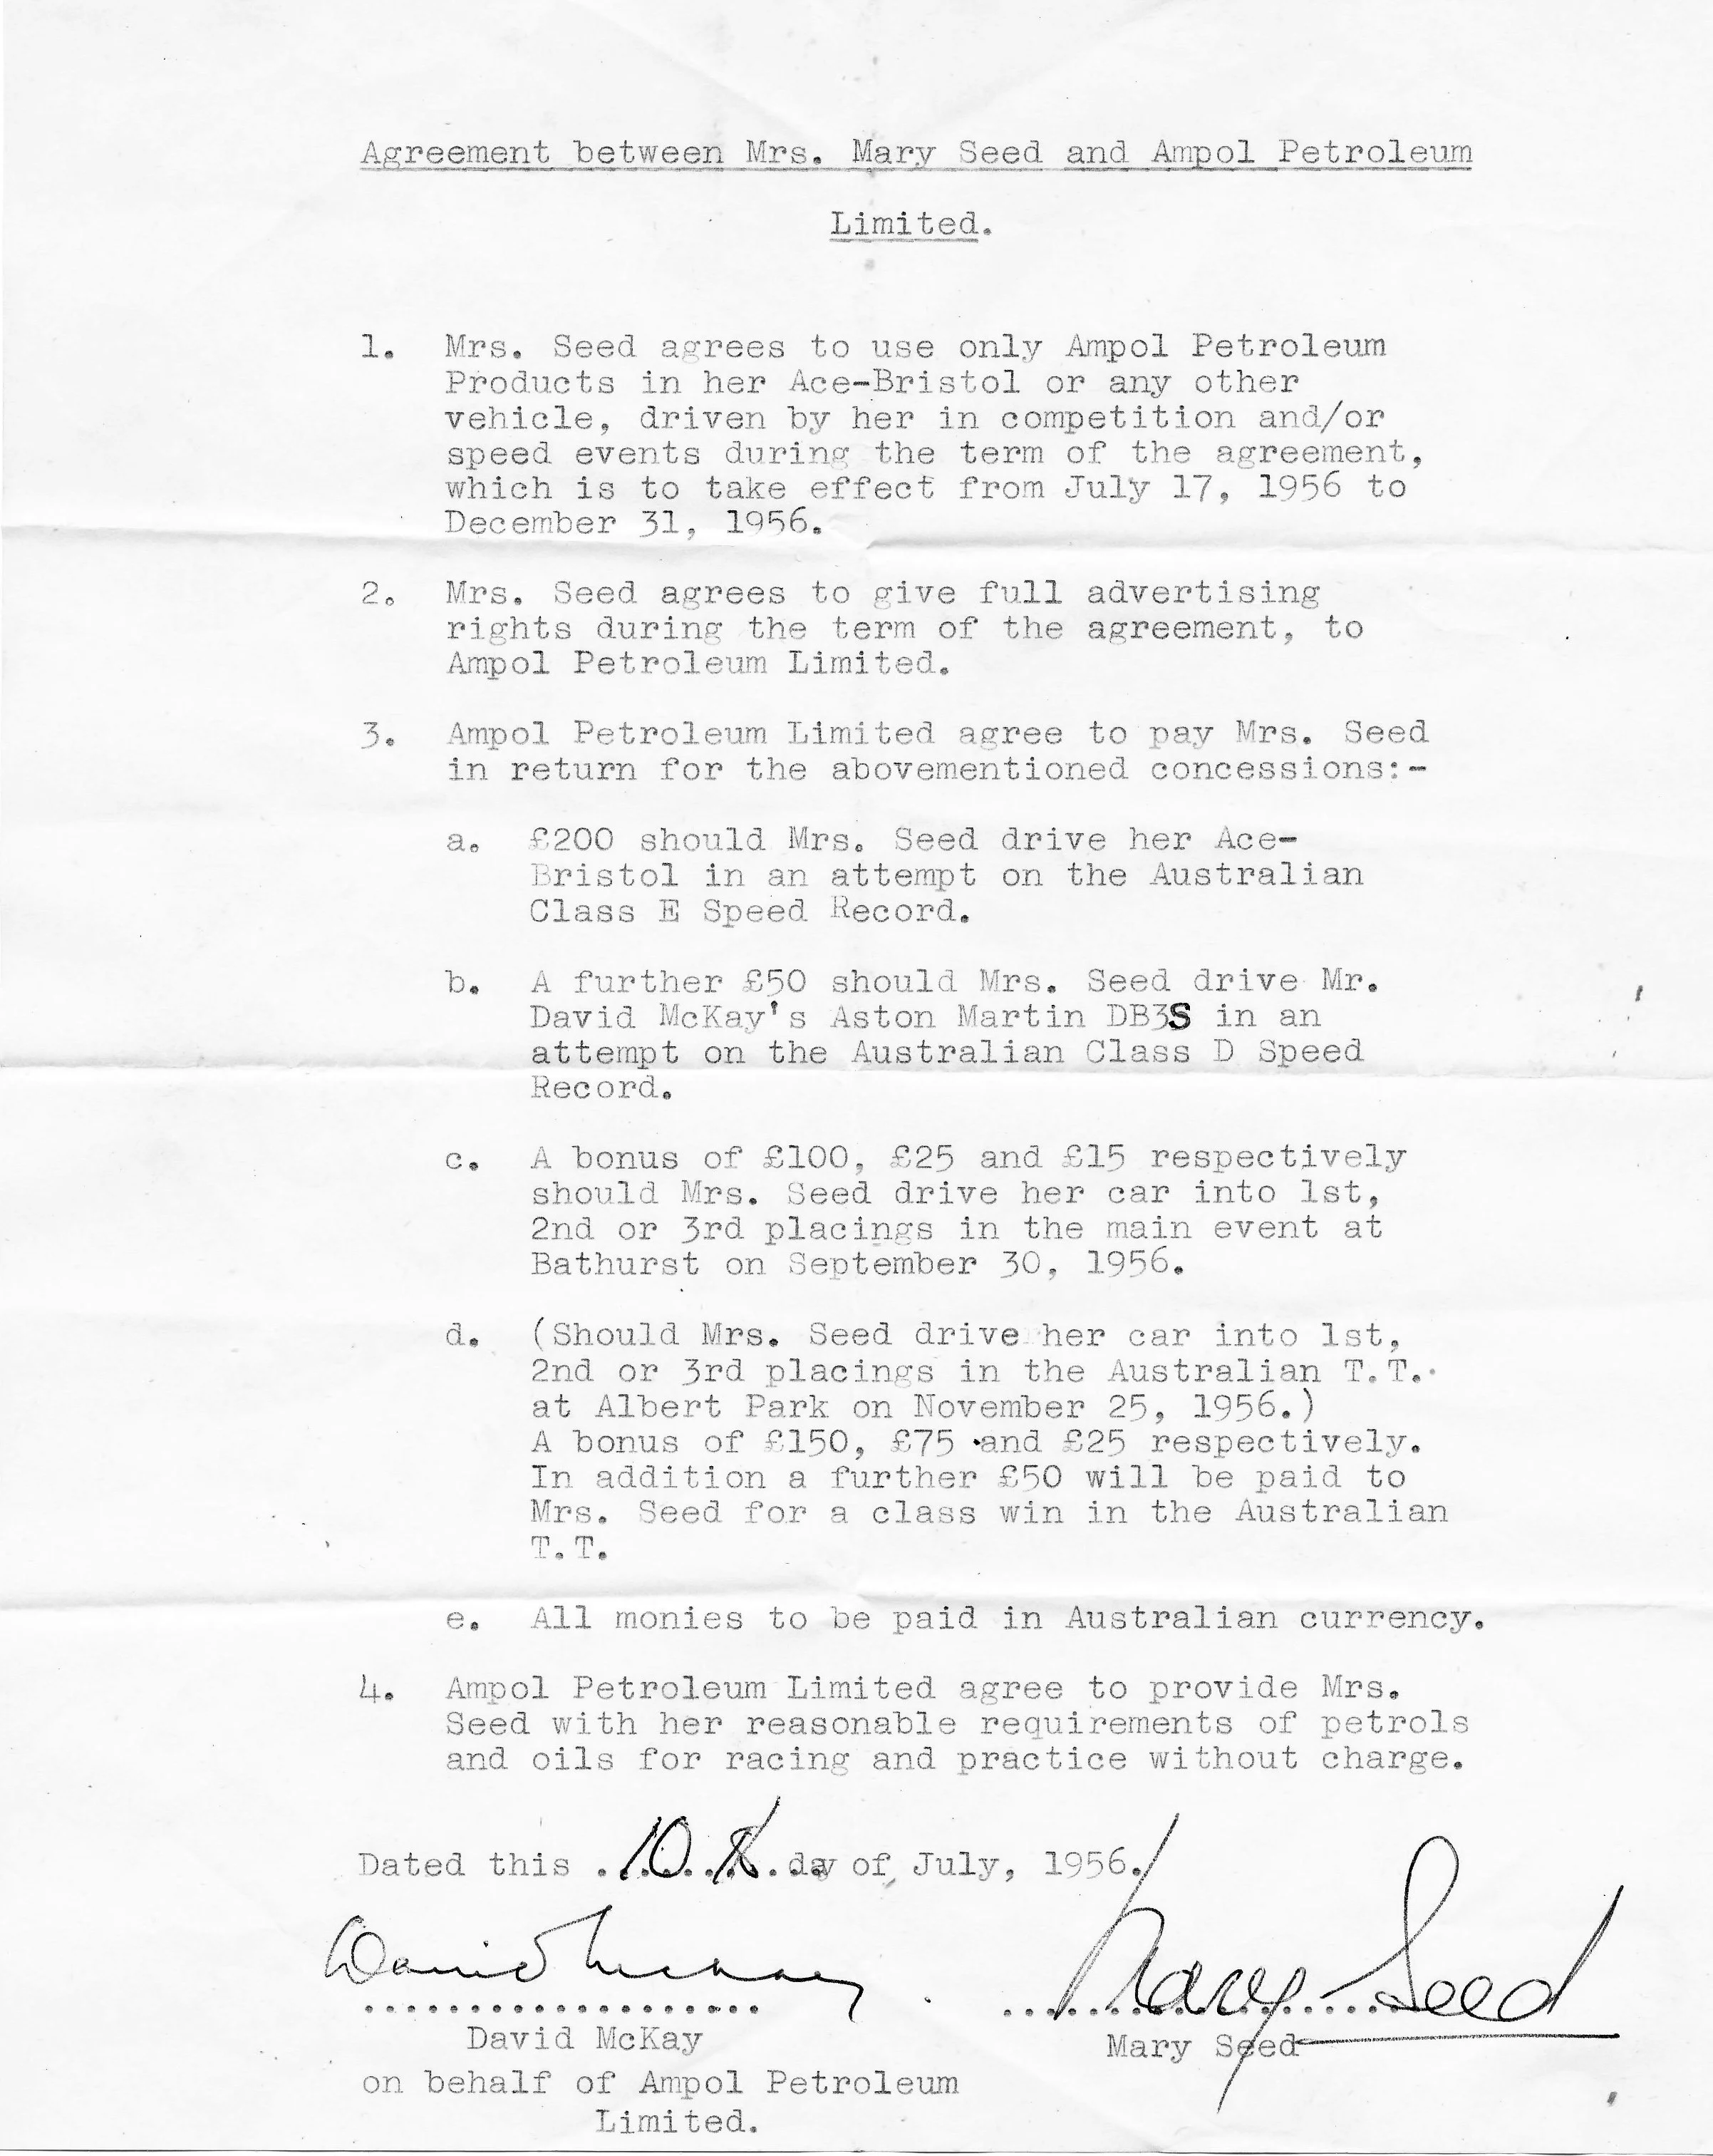 Agreement between Mrs. Mary Seed and Ampol Petroleum
Limited.
1. Mrs. Seed agrees to use only Ampol Petroleum
Products in her Ace-Bristol or any other
vehicle, driven by her in competition and/or
speed events during the term of the agreement,
which is to take effect from July 17, 1956 to
December 31, 1956.
2. Mrs. Seed agrees to give full advertising
rights during the term of the agreement, to
Ampol Petroleum Limited.
3. Ampol Petroleum Limited agree to pay Mrs. Seed
in return for the abovementioned concessions:-
a. £200 should Mrs. Seed drive her Ace-
Bristol in an attempt on the Australian
Class E Speed Record.
b. A further £50 should Mrs. Seed drive Mr.
David McKay's Aston Martin DB3S in an
attempt on the Australian Class D Speed
Record.
c. A bonus of £100, £25 and £15 respectively
should Mrs. Seed drive her car into 1st,
2nd or 3rd placings in the main event at
Bathurst on September 30, 1956.
d. (Should Mrs. Seed drive her car into 1st,
2nd or 3rd placings in the Australian T.T.
at Albert Park on November 25, 1956.)
A bonus of £150, £75 and £25 respectively.
In addition a further £50 will be paid to
Mrs. Seed for a class win in the Australian
T.T.
e. All monies to be paid in Australian currency.
4. Ampol Petroleum Limited agree to provide Mrs.
Seed with her reasonable requirements of petrols
and oils for racing and practice without charge.
Dated this 10 day of July, 1956.
David McKay Mary Seed
David McKay Mary Seed
on behalf of Ampol Petroleum
Limited.